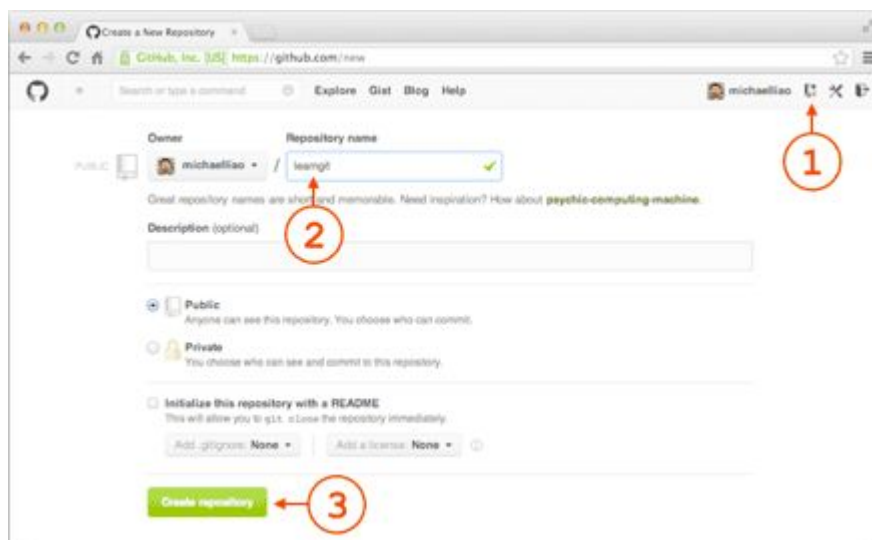 Create a New Repository
GitHub, Inc. [US] https://github.com/new
Search or type a command Explore Gist Blog Help michaelliao
1
Owner Repository name
PUBLIC michaelliao / learngit
Great repository names are short and memorable. Need inspiration? How about psychic-computing-machine.
2
Description (optional)
Public
Anyone can see this repository. You choose who can commit.
Private
You choose who can see and commit to this repository.
Initialize this repository with a README
This will allow you to git clone the repository immediately.
Add .gitignore: None Add a license: None
Create repository
3